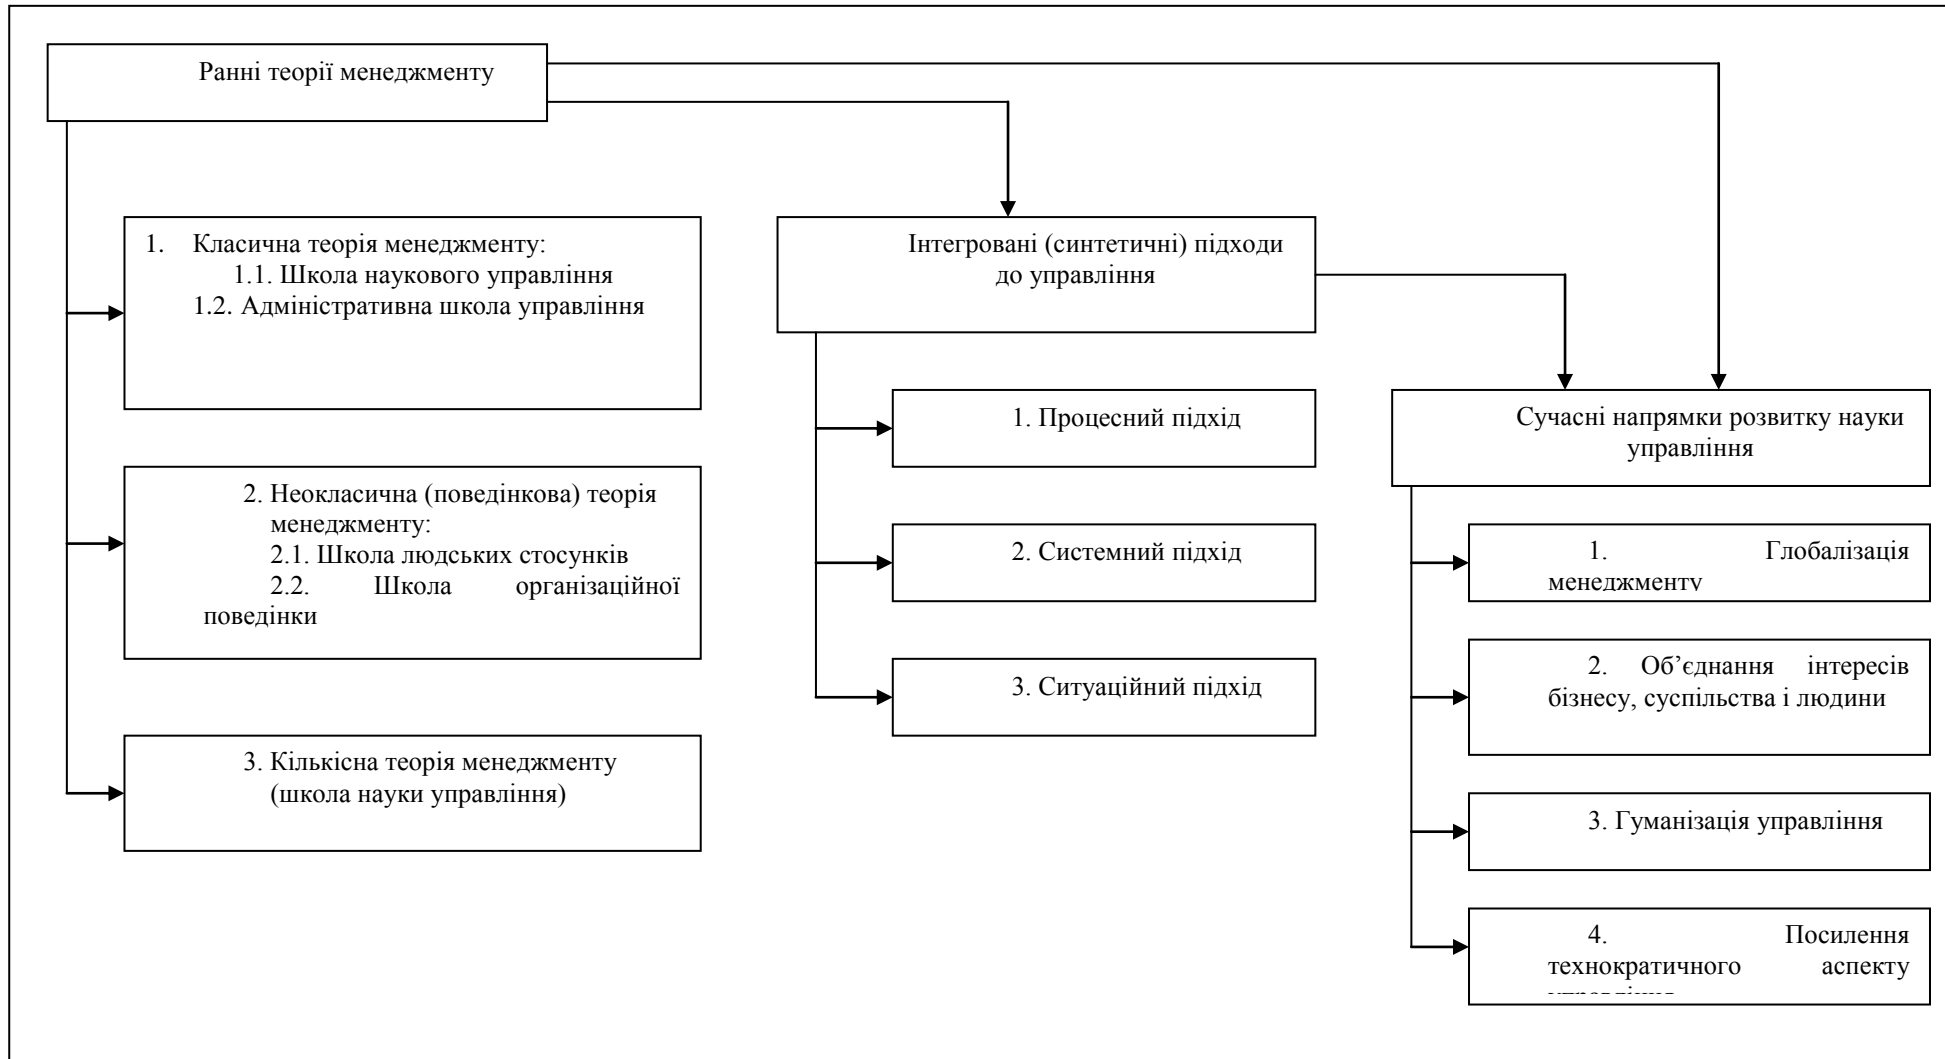 Ранні теорії менеджменту
1. Класична теорія менеджменту:
1.1. Школа наукового управління
1.2. Адміністративна школа управління
2. Неокласична (поведінкова) теорія
менеджменту:
2.1. Школа людських стосунків
2.2. Школа організаційної
поведінки
3. Кількісна теорія менеджменту
(школа науки управління)
Інтегровані (синтетичні) підходи
до управління
1. Процесний підхід
2. Системний підхід
3. Ситуаційний підхід
Сучасні напрямки розвитку науки
управління
1. Глобалізація
менеджменту
2. Об’єднання інтересів
бізнесу, суспільства і людини
3. Гуманізація управління
4. Посилення
технократичного аспекту